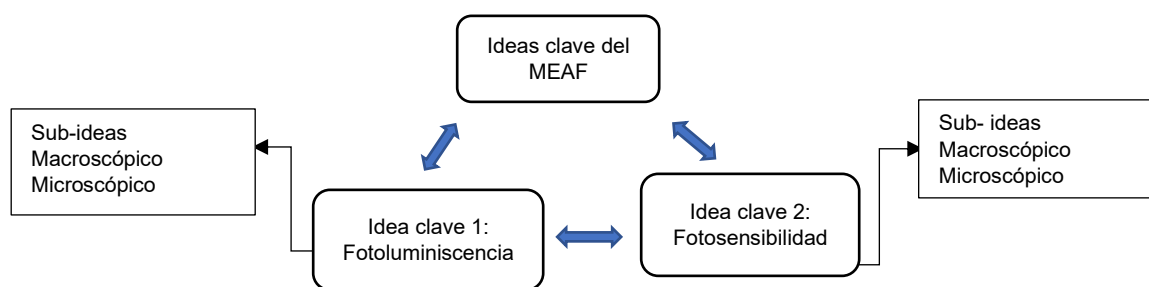 Ideas clave del
MEAF
Sub-ideas
Macroscópico
Microscópico
Sub- ideas
Macroscópico
Microscópico
Idea clave 1:
Fotoluminiscencia
Idea clave 2:
Fotosensibilidad